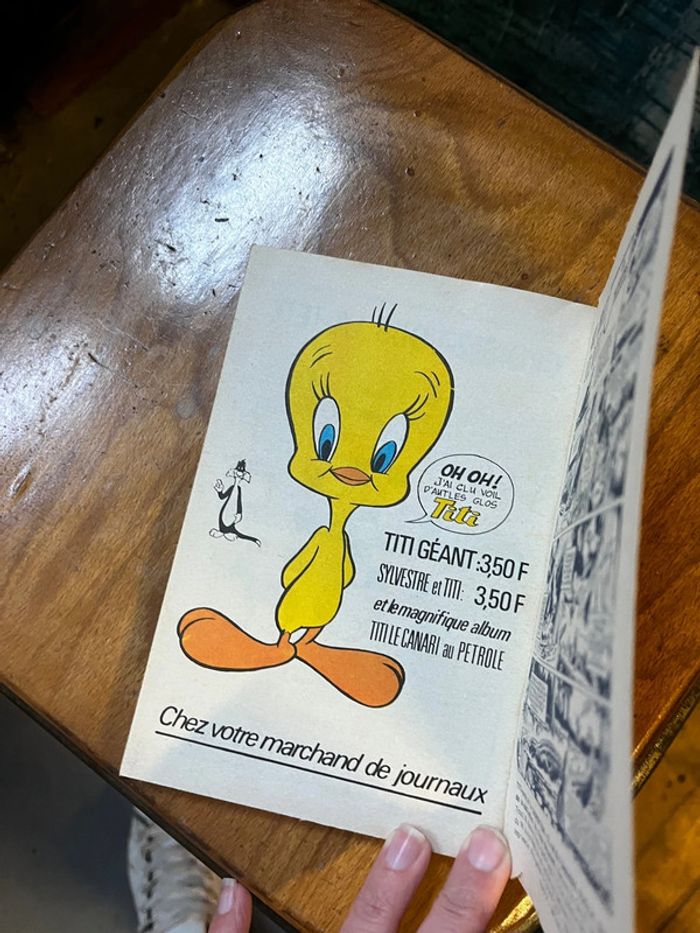 OH OH!
J'AI CLU VOIL
D'AUTLES GLOS
Titi
TITI GÉANT:3,50 F
SYLVESTRE et TITI: 3,50 F
et le magnifique album
TITI LE CANARI au PETROLE
Chez votre marchand de journaux